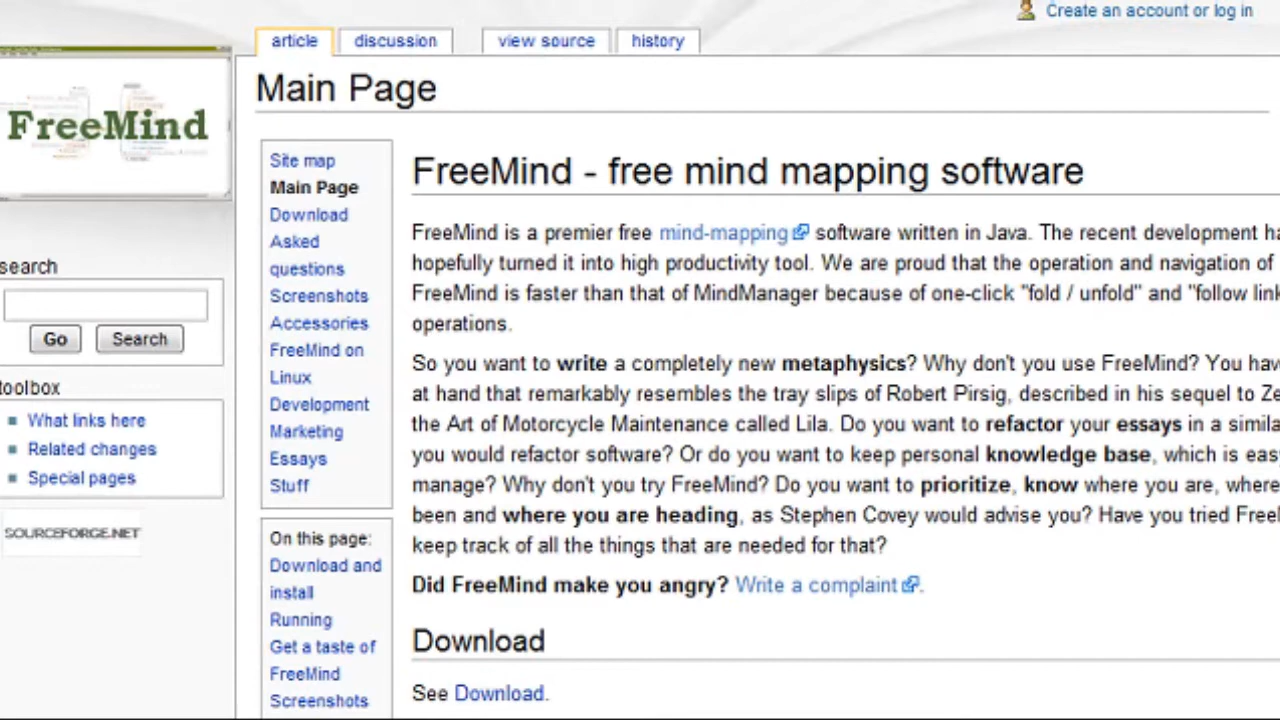 Create an account or log in
article
discussion
view source
history
Main Page
FreeMind
search
Go
Search
toolbox
What links here
Related changes
Special pages
SOURCEFORGE.NET
Site map
Main Page
Download
Asked
questions
Screenshots
Accessories
FreeMind on
Linux
Development
Marketing
Essays
Stuff
On this page:
Download and
install
Running
Get a taste of
FreeMind
Screenshots
FreeMind - free mind mapping software
FreeMind is a premier free mind-mapping software written in Java. The recent development
hopefully turned it into high productivity tool. We are proud that the operation and navigation of
FreeMind is faster than that of MindManager because of one-click "fold / unfold" and "follow
operations.
So you want to write a completely new metaphysics? Why don't you use FreeMind? You
at hand that remarkably resembles the tray slips of Robert Pirsig, described in his sequel to
the Art of Motorcycle Maintenance called Lila. Do you want to refactor your essays in a
you would refactor software? Or do you want to keep personal knowledge base, which is
manage? Why don't you try FreeMind? Do you want to prioritize, know where you are, where
been and where you are heading, as Stephen Covey would advise you? Have you tried
keep track of all the things that are needed for that?
Did FreeMind make you angry? Write a complaint.
Download
See Download.